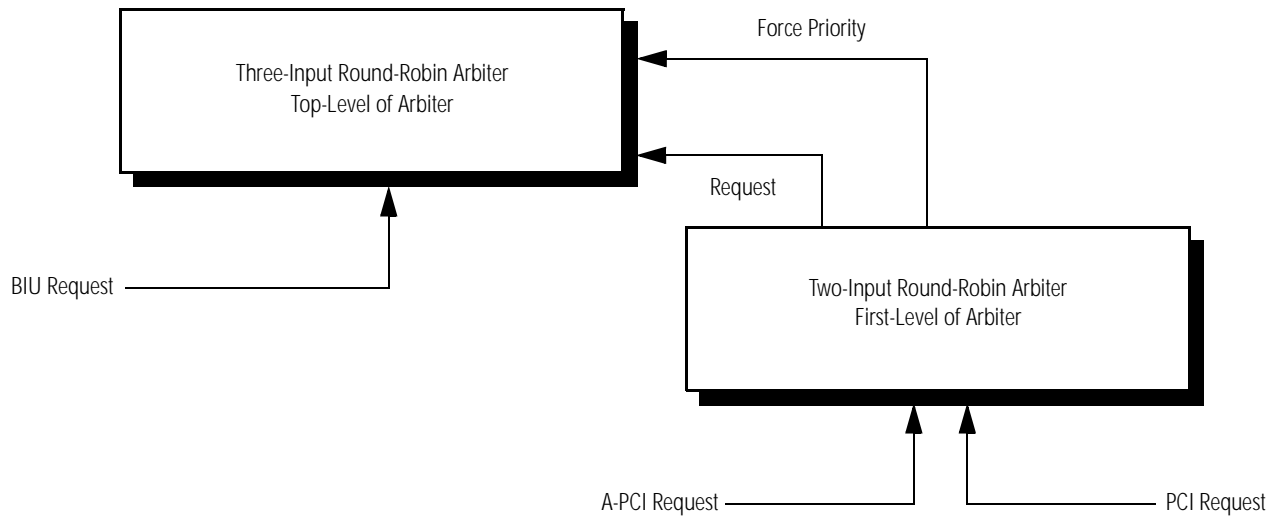 Force Priority
Three-Input Round-Robin Arbiter
Top-Level of Arbiter
Request
BIU Request
Two-Input Round-Robin Arbiter
First-Level of Arbiter
A-PCI Request
PCI Request